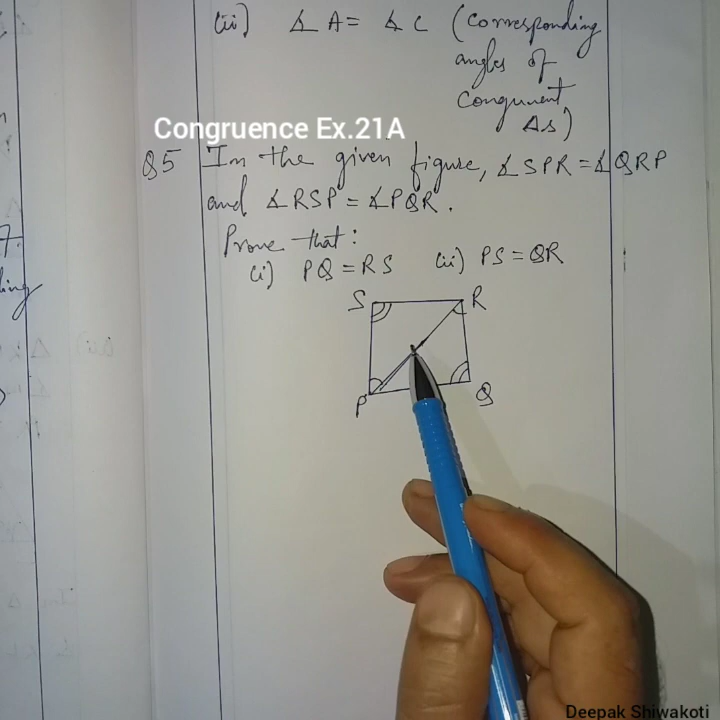 (ii) ∡ A = ∡ C (Corresponding
angles of
Congruent
Δs)
Congruence Ex.21A
Q5 In the given figure, ∡ SPR = ∡ QRP
and ∡ RSP = ∡ PQR.
Prove that:
(i) PQ = RS (ii) PS = QR
S R
P Q
Deepak Shiwakoti